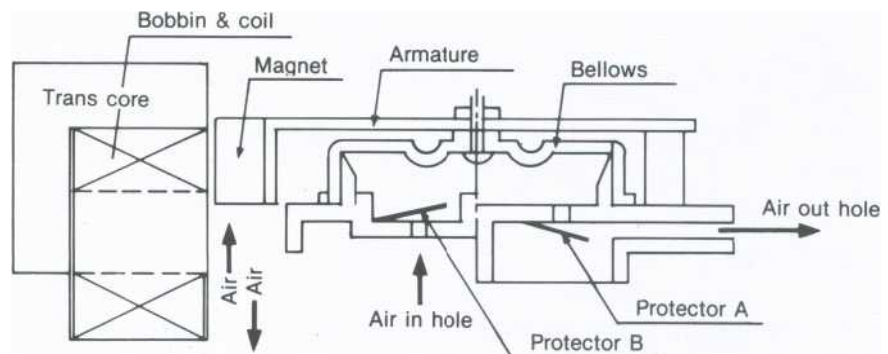 Bobbin & coil
Armature
Magnet
Bellows
Trans core
Air out hole
Air
Air
Air in hole
Protector A
Protector B